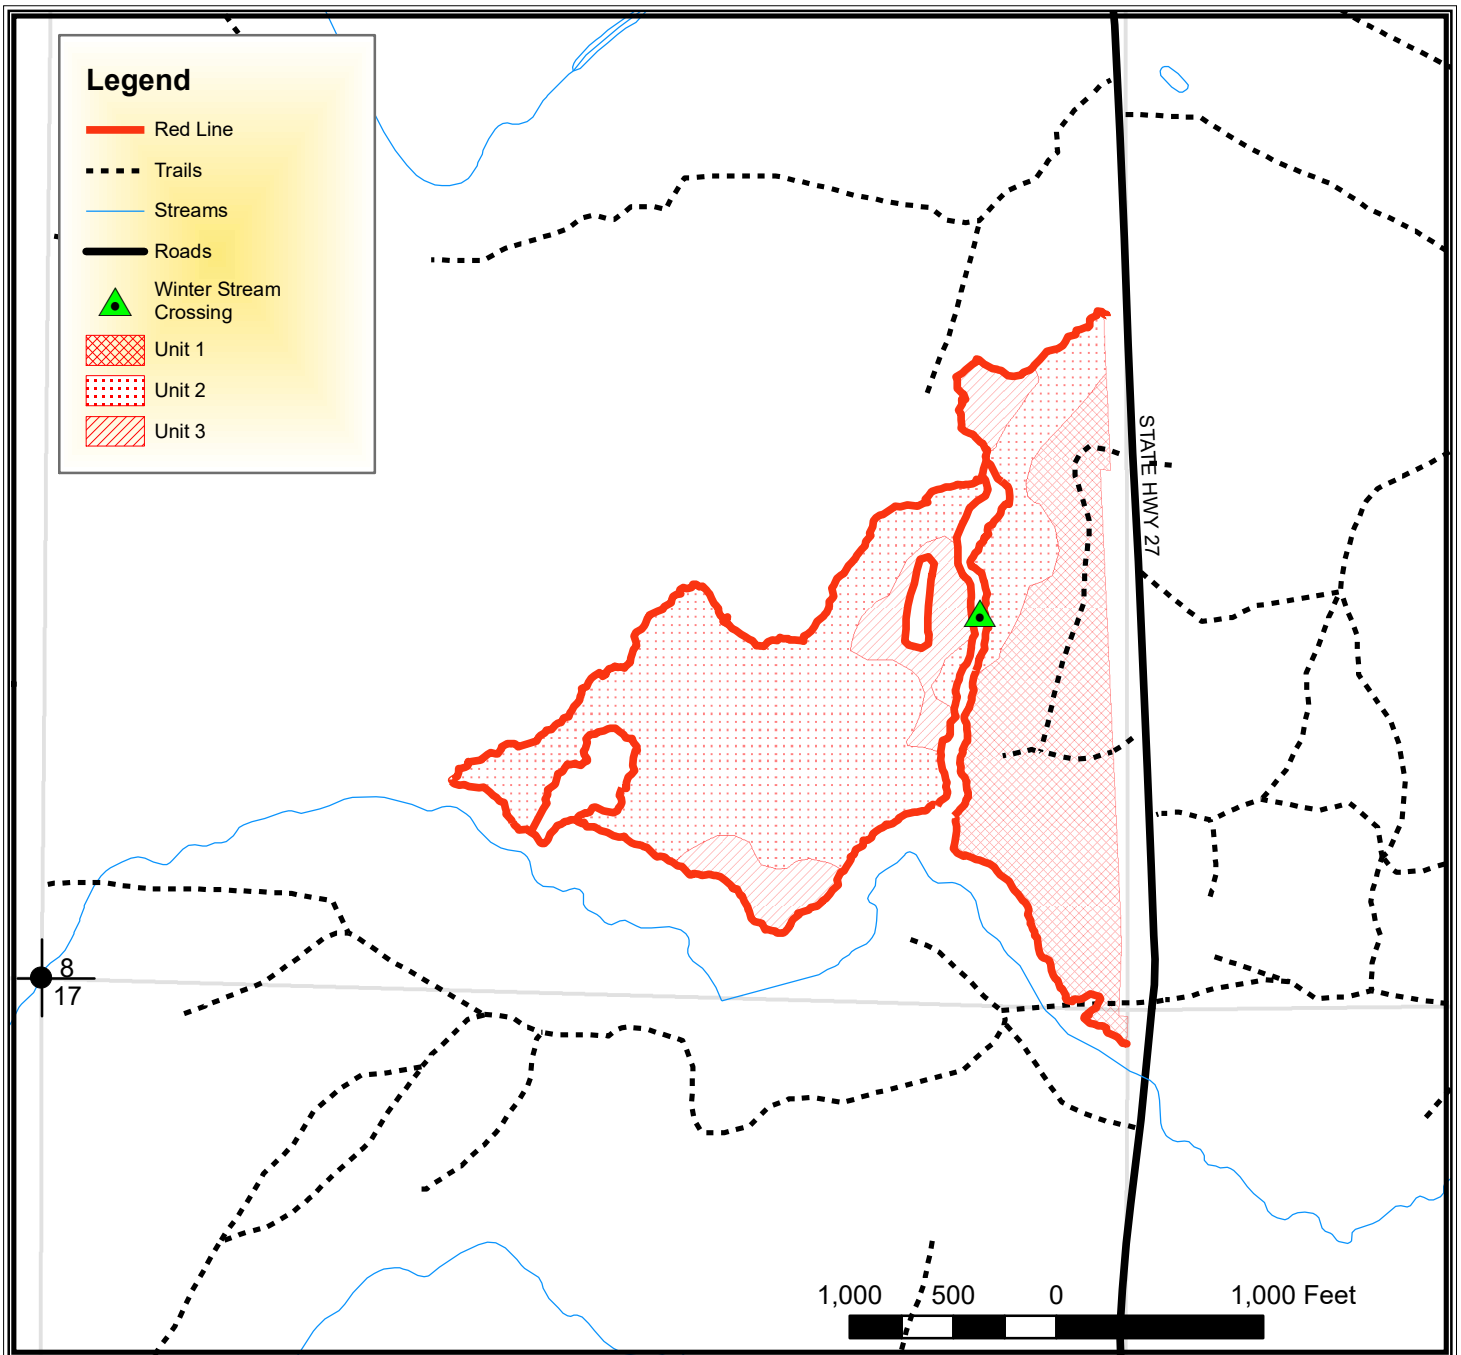 Legend
Red Line
Trails
Streams
Roads
Winter Stream
Crossing
Unit 1
Unit 2
Unit 3
STATE HWY 27
8
17
1,000 500 0 1,000 Feet